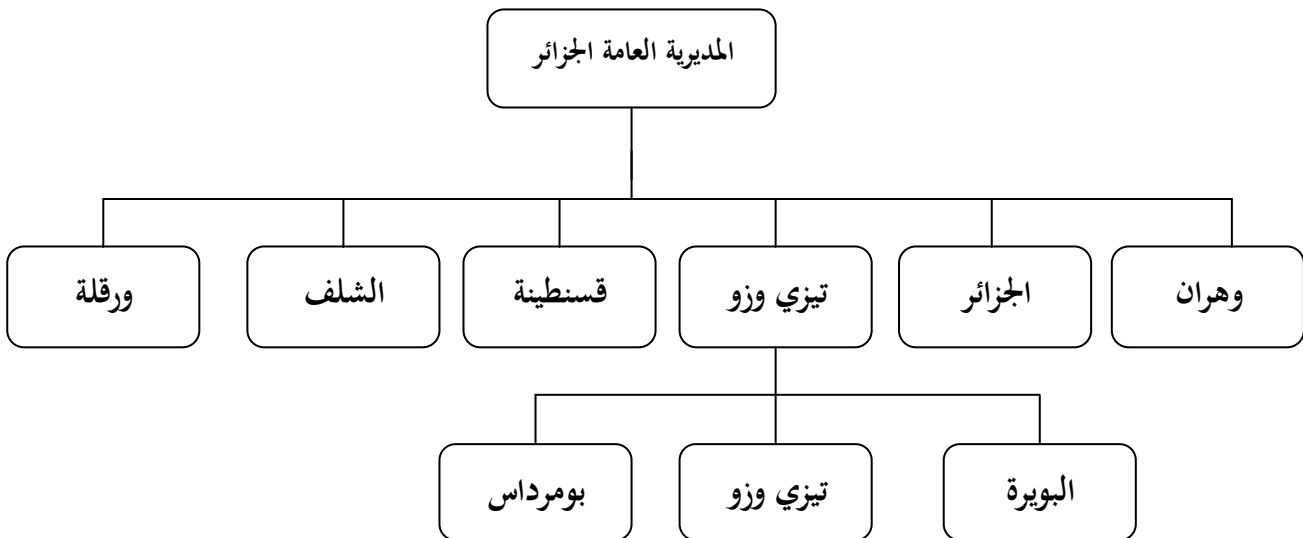 المديرية العامة الجزائر
وهران
الجزائر
تيزي وزو
قسنطينة
الشلف
ورقلة
البويرة
تيزي وزو
بومرداس